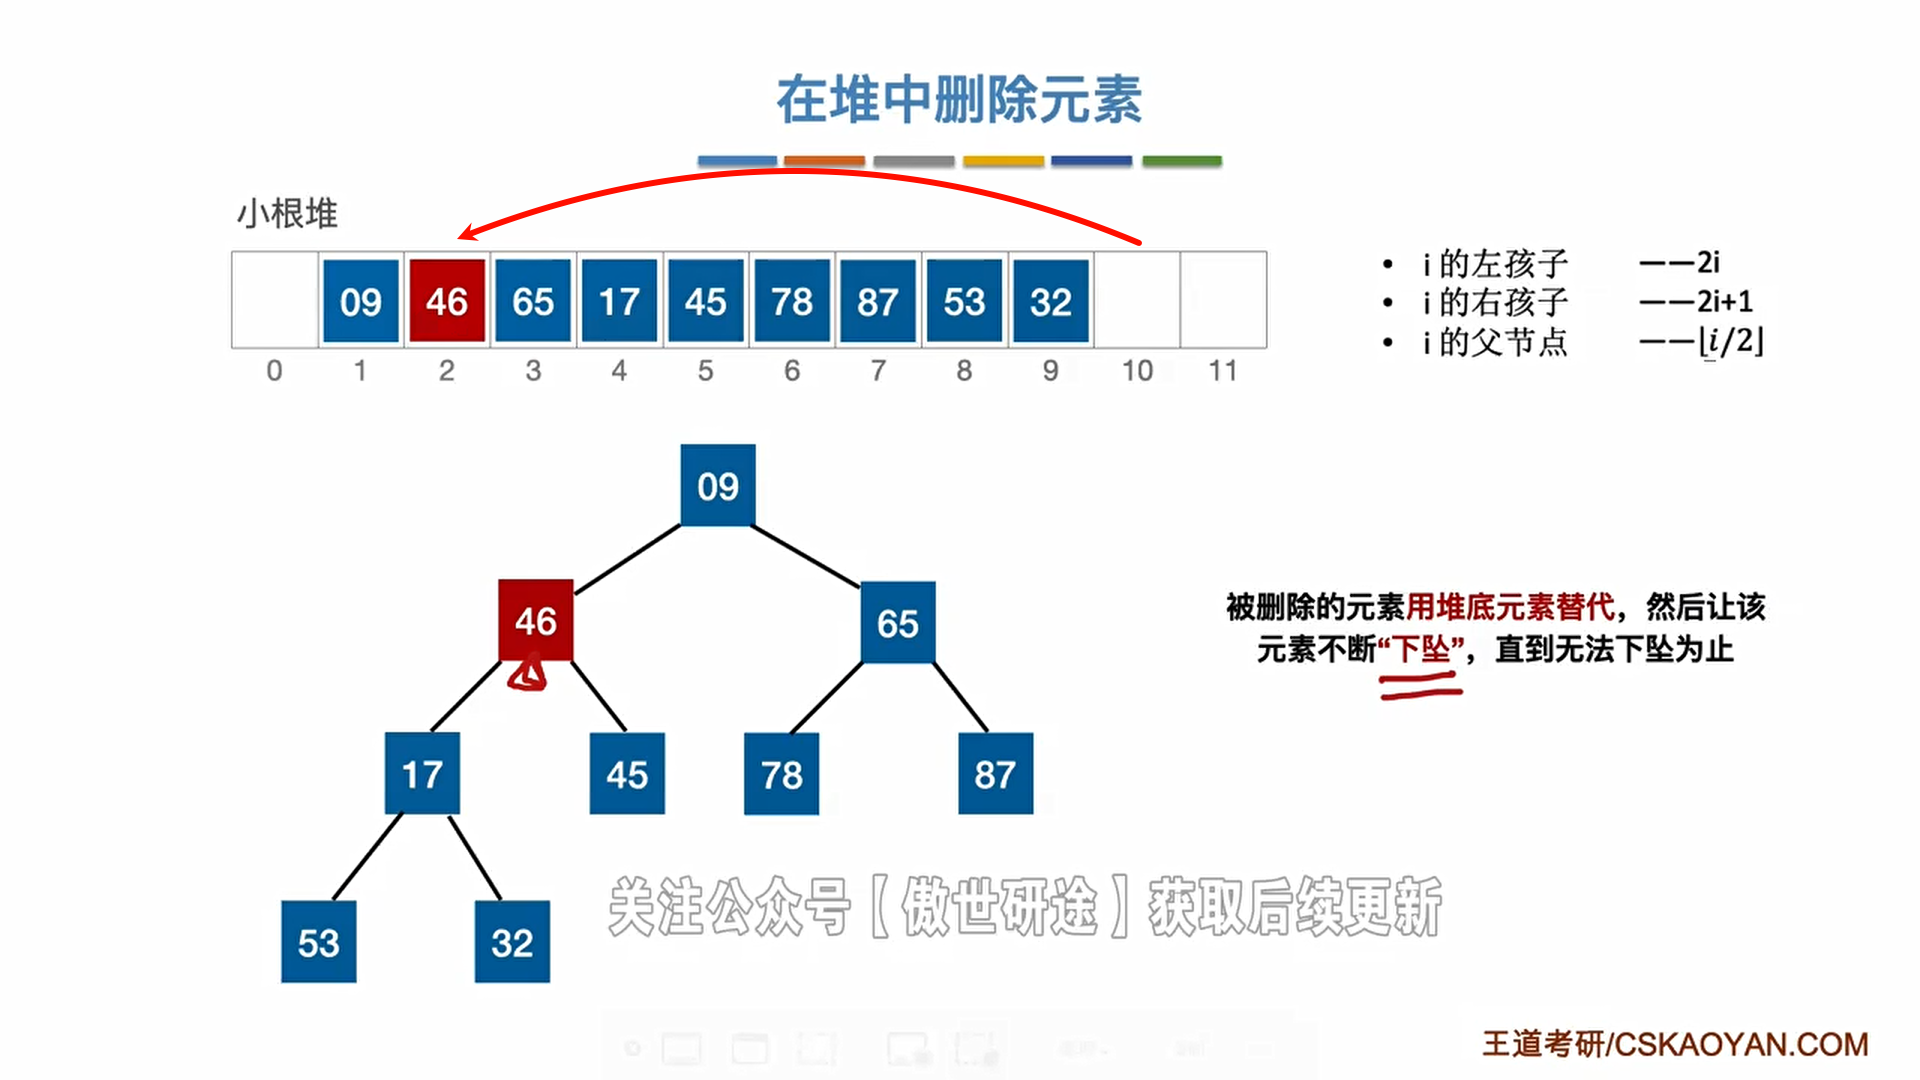 在堆中删除元素
小根堆
09 46 65 17 45 78 87 53 32
0 1 2 3 4 5 6 7 8 9 10 11
• i 的左孩子 ——2i
• i 的右孩子 ——2i+1
• i 的父节点 ——⌊i/2⌋
09
46 65
17 45 78 87
53 32
被删除的元素用堆底元素替代，然后让该
元素不断“下坠”，直到无法下坠为止
关注公众号【傲世研途】获取后续更新
王道考研/CSKAOYAN.COM